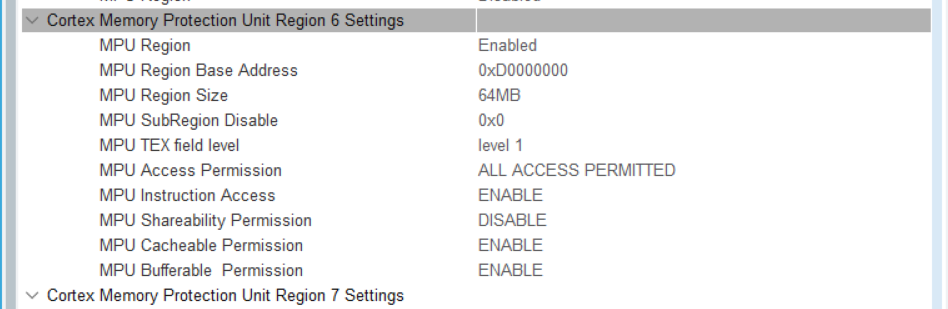 Cortex Memory Protection Unit Region 6 Settings
MPU Region Enabled
MPU Region Base Address 0xD0000000
MPU Region Size 64MB
MPU SubRegion Disable 0x0
MPU TEX field level level 1
MPU Access Permission ALL ACCESS PERMITTED
MPU Instruction Access ENABLE
MPU Shareability Permission DISABLE
MPU Cacheable Permission ENABLE
MPU Bufferable  Permission ENABLE
Cortex Memory Protection Unit Region 7 Settings